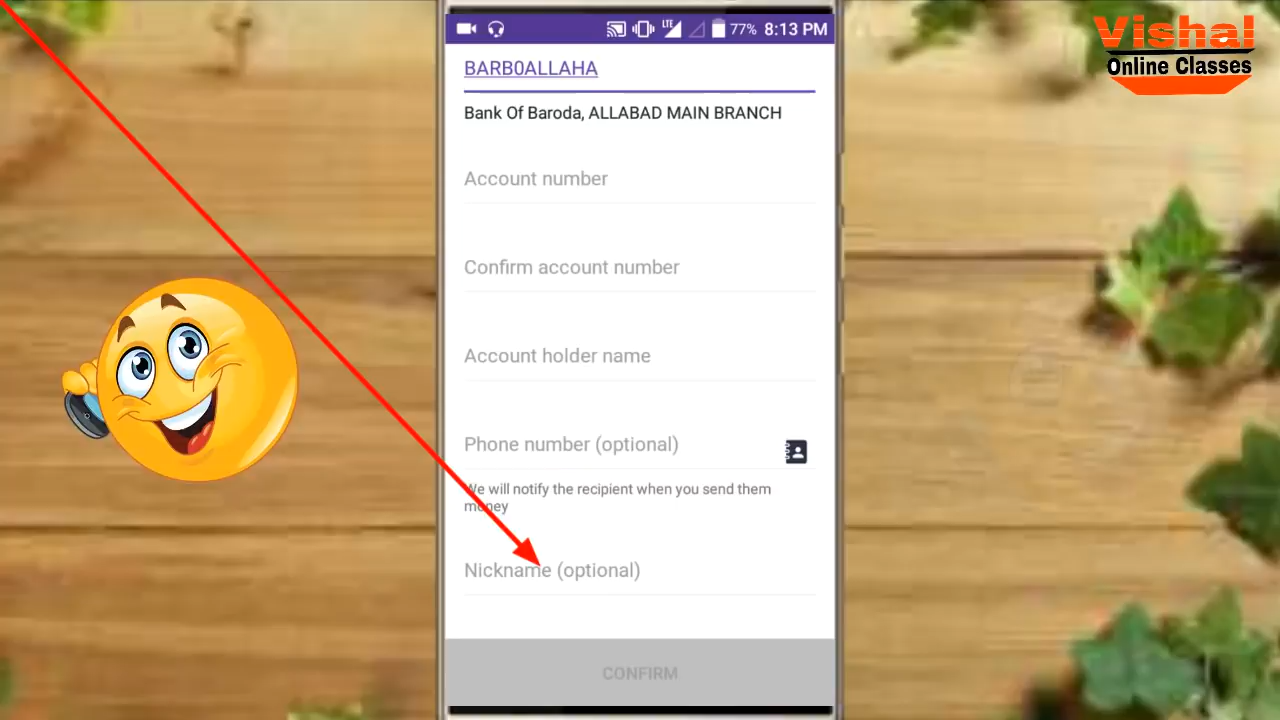 LTE 77% 8:13 PM
Vishal
Online Classes
BARB0ALLAHA
Bank Of Baroda, ALLABAD MAIN BRANCH
Account number
Confirm account number
Account holder name
Phone number (optional)
We will notify the recipient when you send them
money
Nickname (optional)
CONFIRM